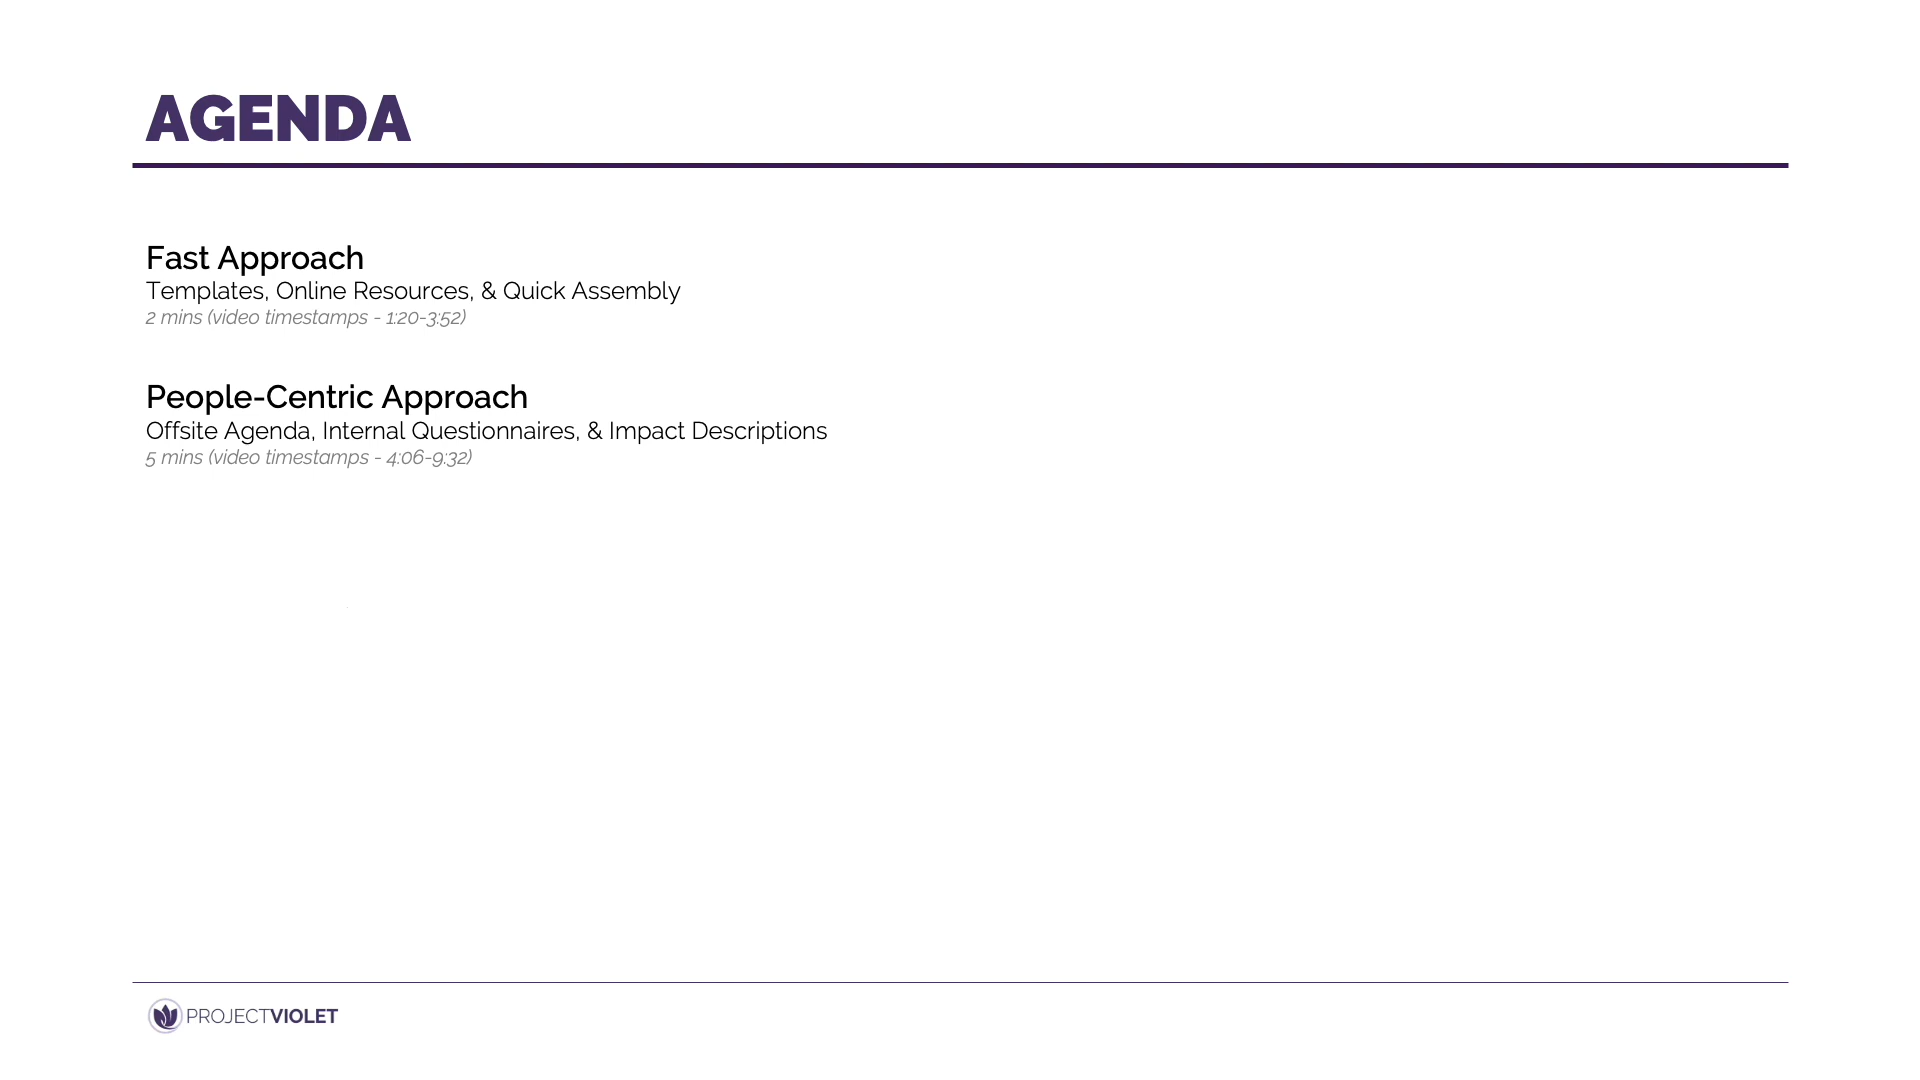 AGENDA
Fast Approach
Templates, Online Resources, & Quick Assembly
2 mins (video timestamps - 1:20-3:52)
People-Centric Approach
Offsite Agenda, Internal Questionnaires, & Impact Descriptions
5 mins (video timestamps - 4:06-9:32)
PROJECTVIOLET